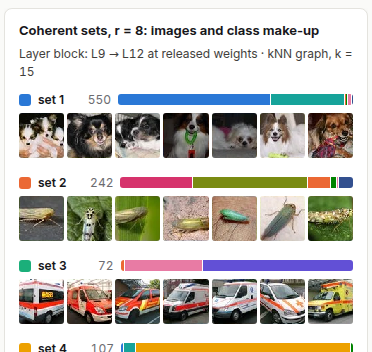 Coherent sets, r = 8: images and class make-up
Layer block: L9 → L12 at released weights · kNN graph, k =
15
set 1 550
set 2 242
set 3 72
set 4 107